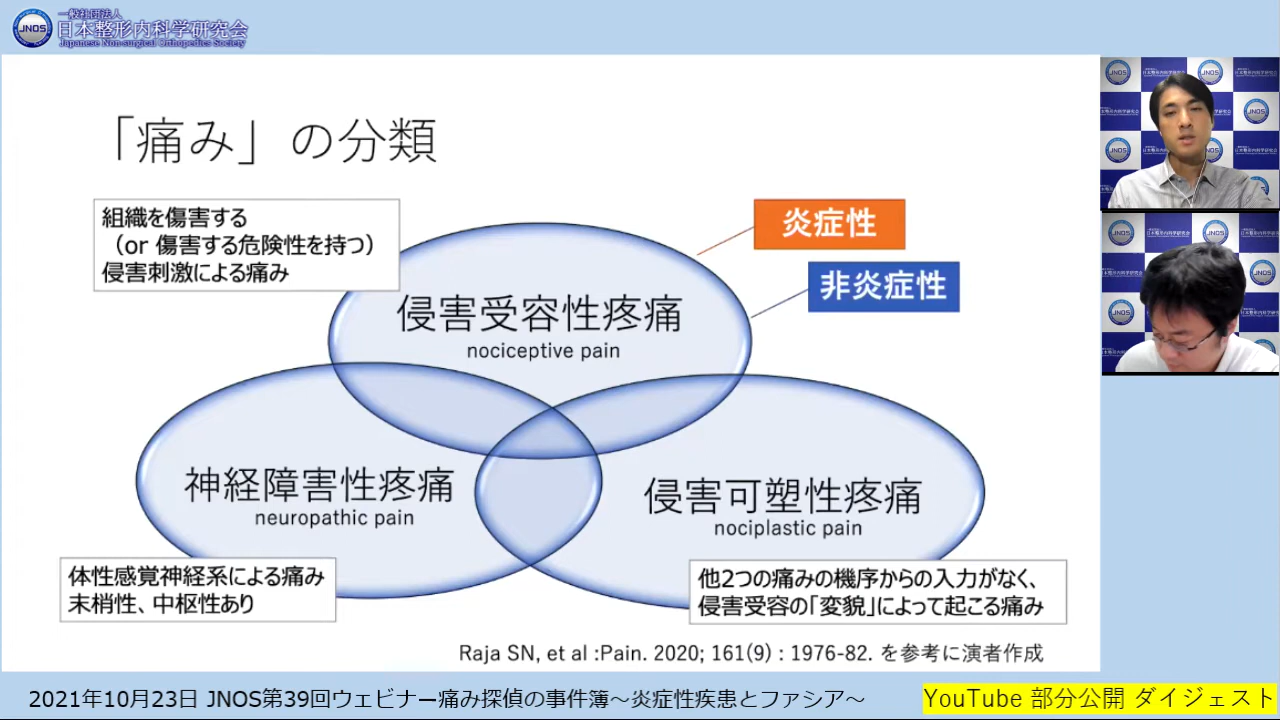 一般社団法人
JNOS 日本整形内科学研究会
Japanese Non-surgical Orthopedics Society
「痛み」の分類
組織を傷害する
（or 傷害する危険性を持つ）
侵害刺激による痛み
炎症性
非炎症性
侵害受容性疼痛
nociceptive pain
神経障害性疼痛
neuropathic pain
侵害可塑性疼痛
nociplastic pain
体性感覚神経系による痛み
末梢性、中枢性あり
他2つの痛みの機序からの入力がなく、
侵害受容の「変貌」によって起こる痛み
Raja SN, et al :Pain. 2020; 161(9) : 1976-82. を参考に演者作成
2021年10月23日 JNOS第39回ウェビナー痛み探偵の事件簿～炎症性疾患とファシア～
YouTube 部分公開 ダイジェスト